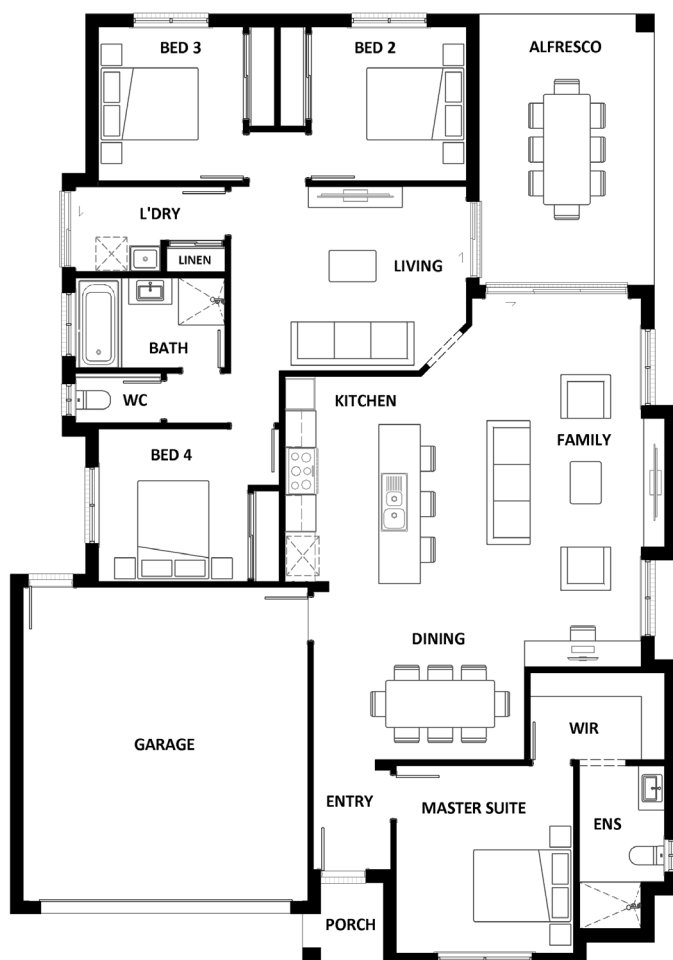 BED 3
BED 2
ALFRESCO
L'DRY
LINEN
LIVING
BATH
WC
KITCHEN
FAMILY
BED 4
DINING
WIR
GARAGE
ENTRY
MASTER SUITE
ENS
PORCH